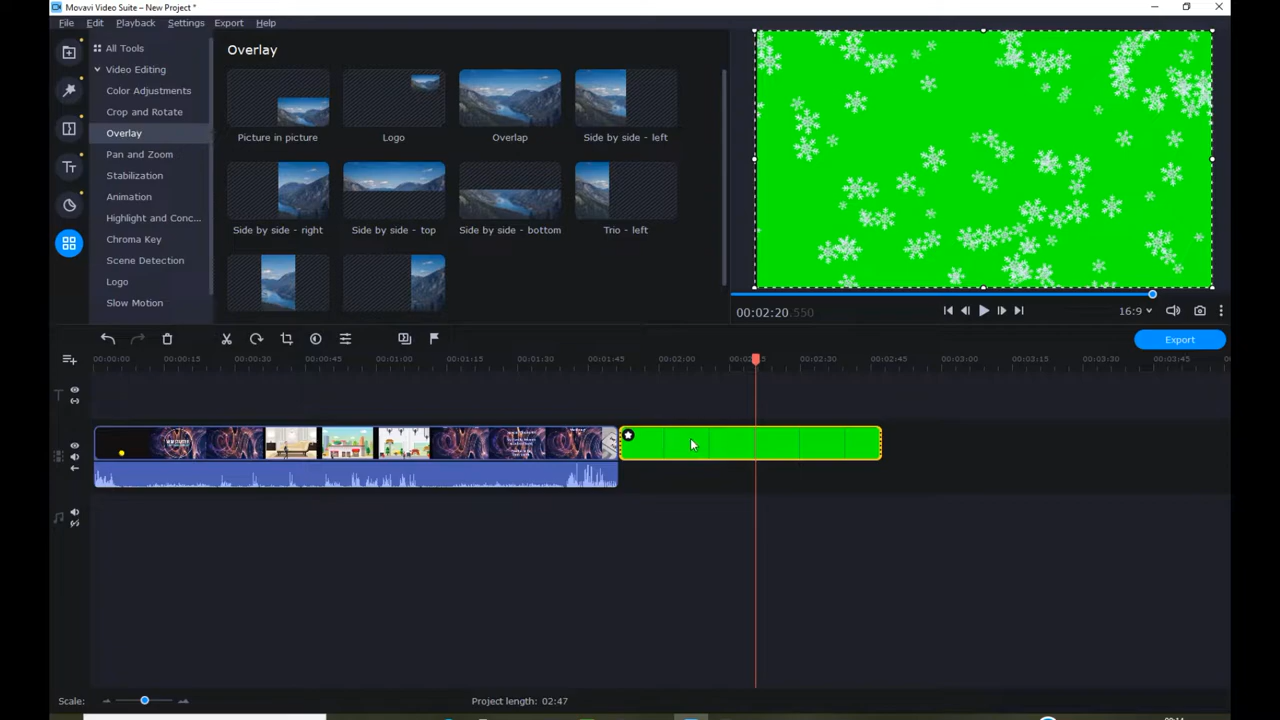 Movavi Video Suite – New Project *
File Edit Playback Settings Export Help
All Tools
Video Editing
Color Adjustments
Crop and Rotate
Overlay
Pan and Zoom
Stabilization
Animation
Highlight and Conc...
Chroma Key
Scene Detection
Logo
Slow Motion
Overlay
Picture in picture
Logo
Overlap
Side by side - left
Side by side - right
Side by side - top
Side by side - bottom
Trio - left
00:02:20.550
16:9
Export
00:00:00 00:00:15 00:00:30 00:00:45 00:01:00 00:01:15 00:01:30 00:01:45 00:02:00 00:02:30 00:02:45 00:03:00 00:03:15 00:03:30 00:03:45
Scale:
Project length: 02:47